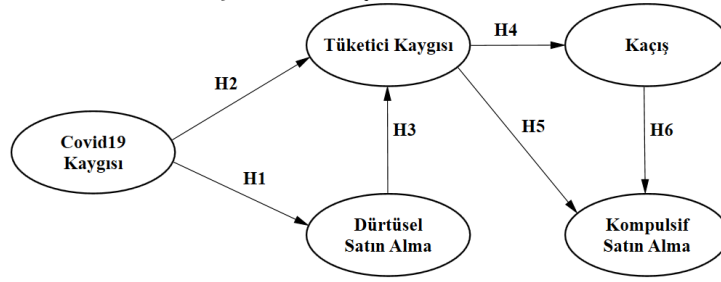 Tüketici Kaygısı
H4
Kaçış
H2
Covid19
Kaygısı
H3
H5
H6
H1
Dürtüsel
Satın Alma
Kompulsif
Satın Alma